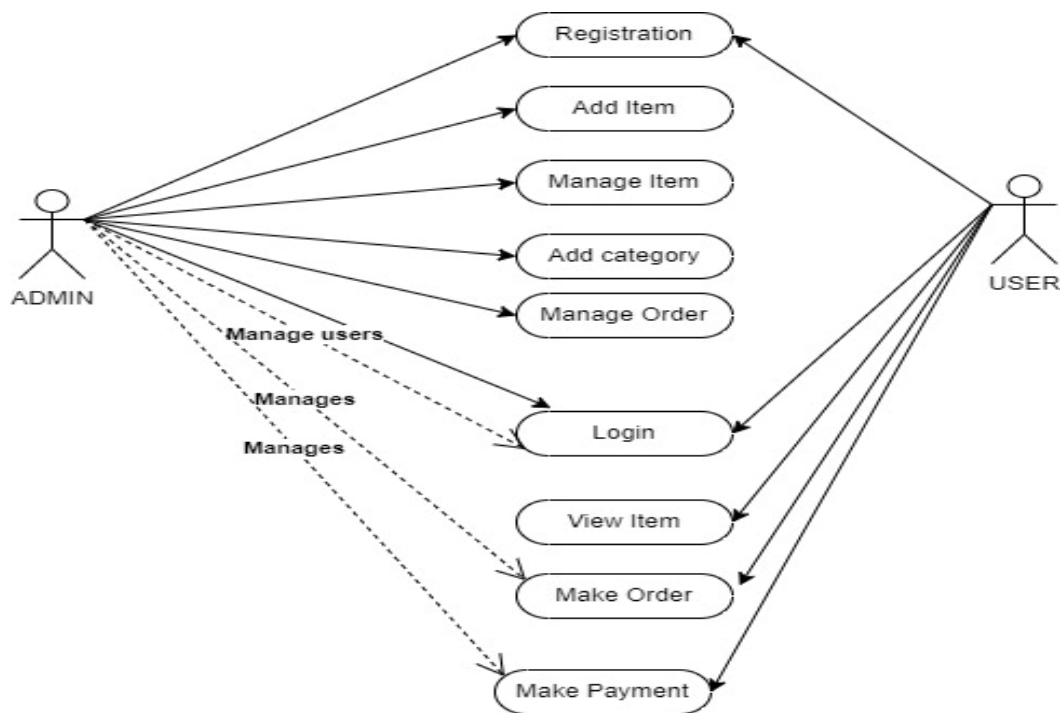 Registration
Add Item
Manage Item
Add category
Manage Order
ADMIN
USER
Manage users
Manages
Login
Manages
View Item
Make Order
Make Payment